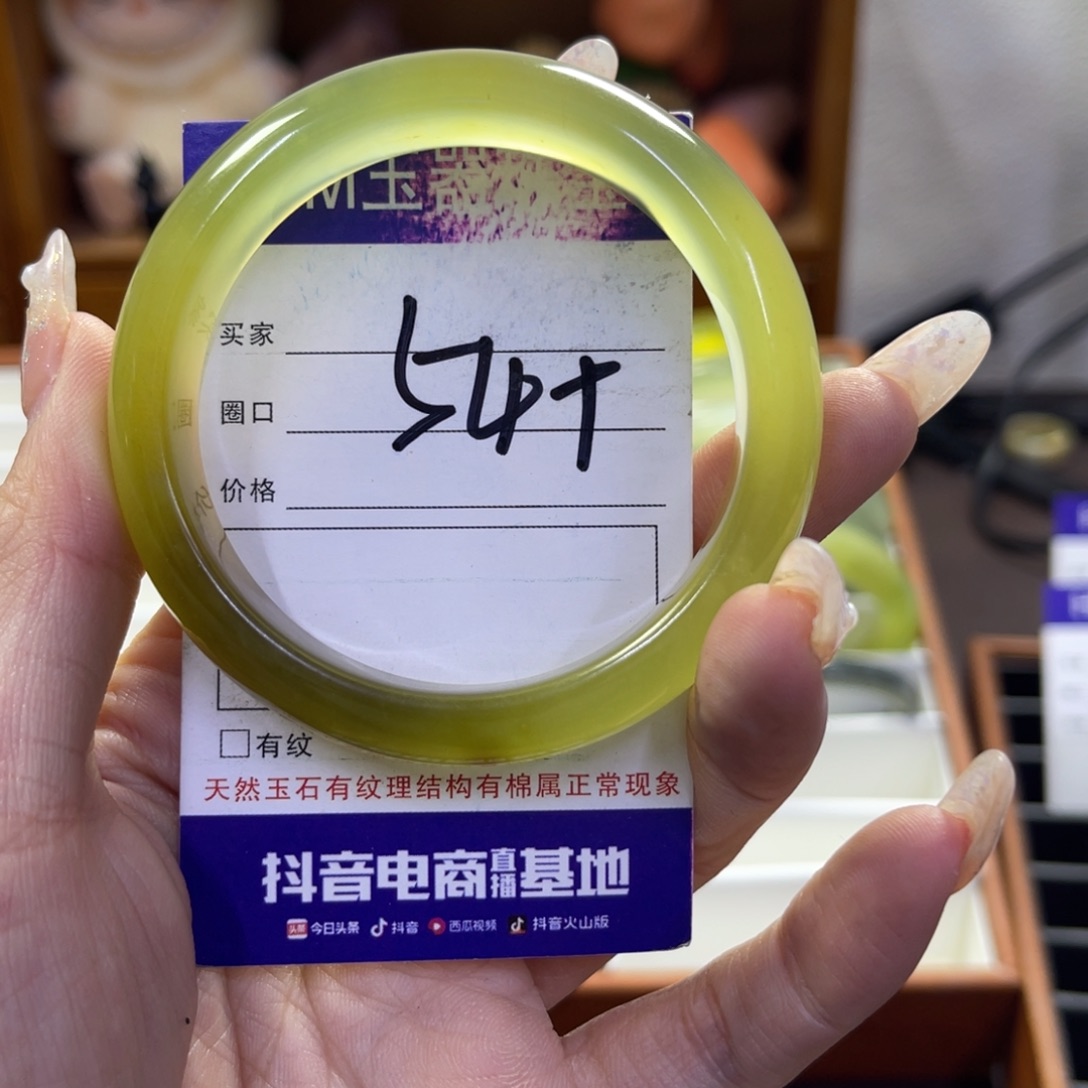 玉器
买家
圈口
54+
价格
有纹
天然玉石有纹理结构有棉属正常现象
抖音电商直播基地
今日头条 抖音 西瓜视频 抖音火山版